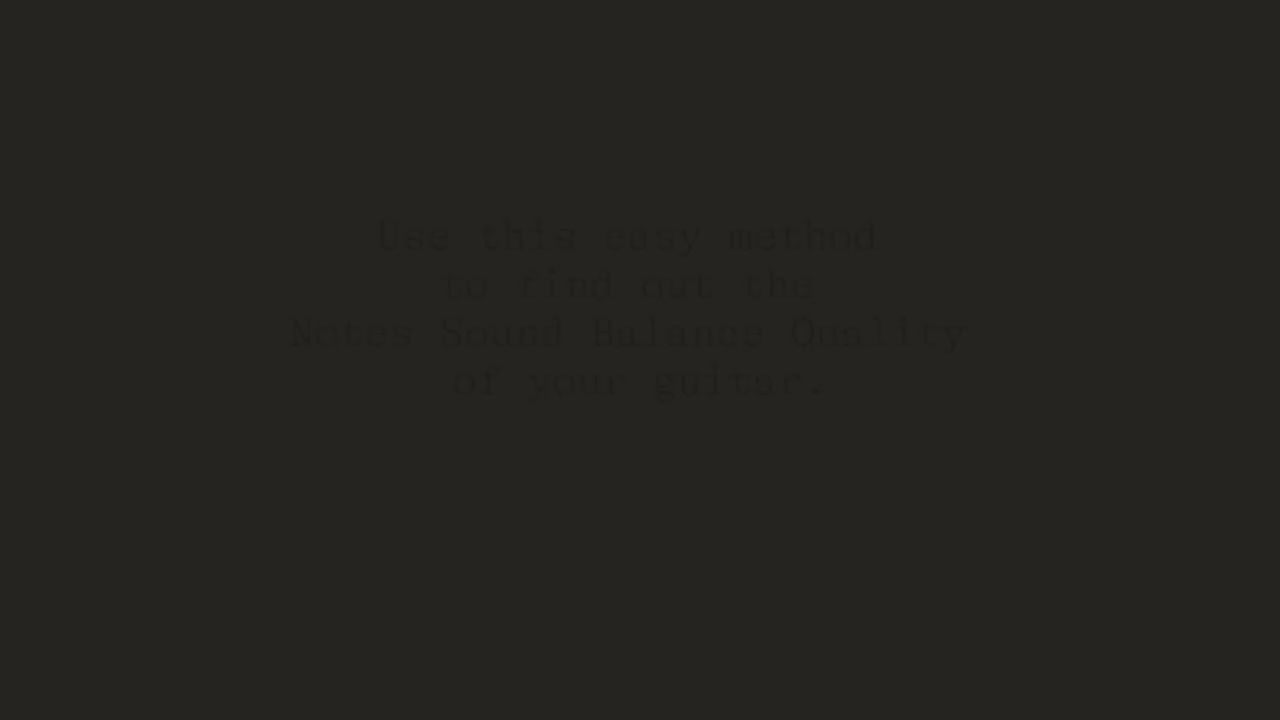 Use this easy method
to find out the
Notes Sound Balance Quality
of your guitar.